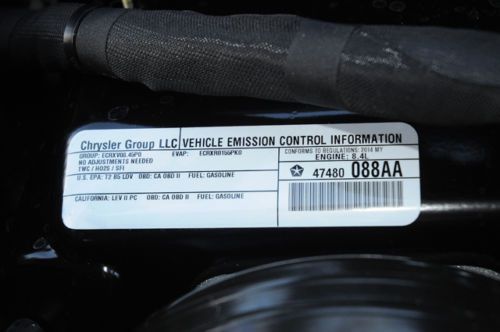 Chrysler Group LLC VEHICLE EMISSION CONTROL INFORMATION
GROUP: ECRXV08.45P0 EVAP: ECRXR0155PK0 CONFORMS TO REGULATIONS: 2014 MY
NO ADJUSTMENTS NEEDED ENGINE: 8.4L
TWC / HO2S / SFI
U.S. EPA: T2 B5 LDV OBD: CA OBD II FUEL: GASOLINE 47480 088AA
CALIFORNIA: LEV II PC OBD: CA OBD II FUEL: GASOLINE